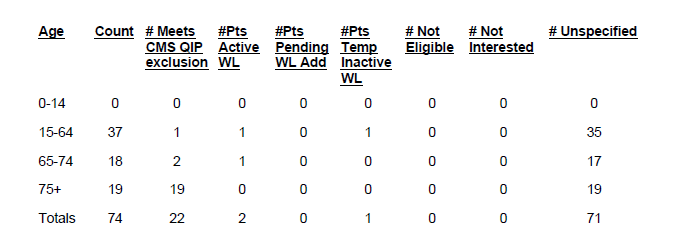 Age Count # Meets #Pts #Pts #Pts # Not # Not # Unspecified
CMS QIP Active Pending Temp Eligible Interested
exclusion WL WL Add Inactive
WL
0-14 0 0 0 0 0 0 0 0
15-64 37 1 1 0 1 0 0 35
65-74 18 2 1 0 0 0 0 17
75+ 19 19 0 0 0 0 0 19
Totals 74 22 2 0 1 0 0 71